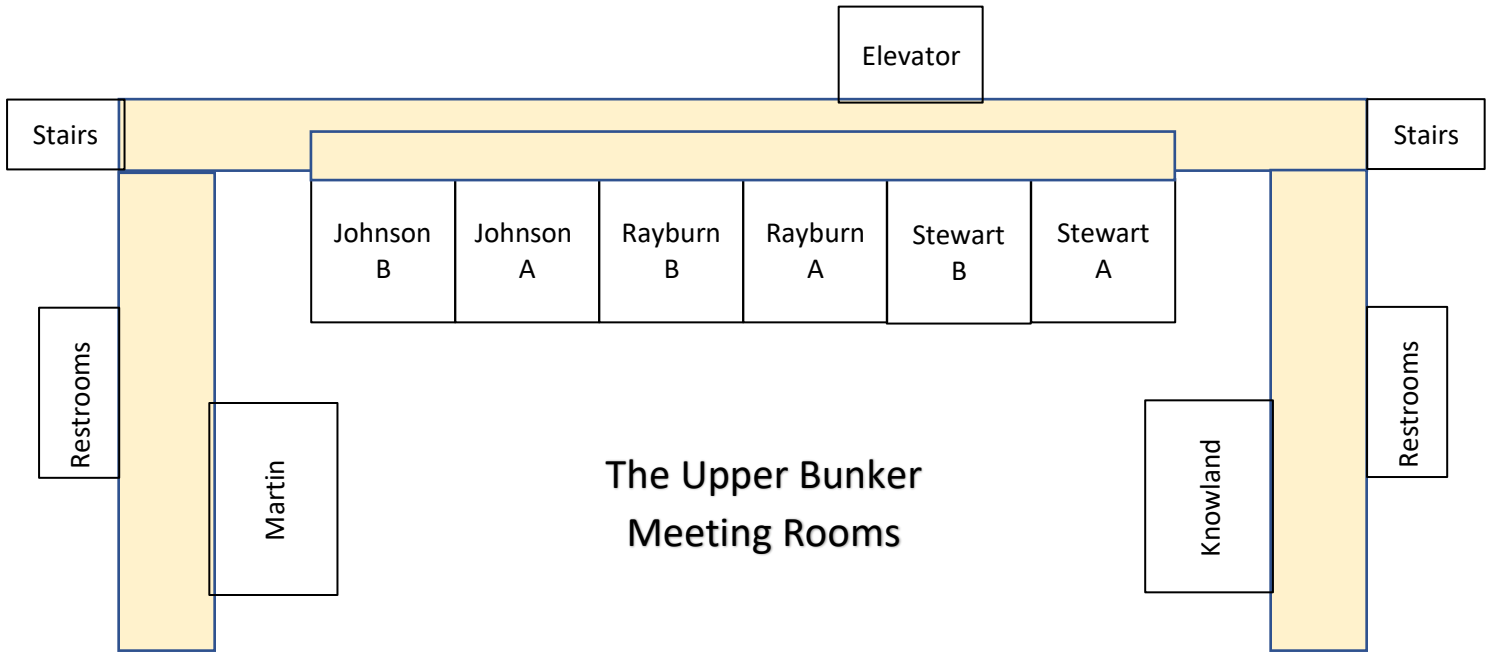 Elevator
Stairs
Stairs
Johnson
B
Johnson
A
Rayburn
B
Rayburn
A
Stewart
B
Stewart
A
Restrooms
Restrooms
Martin
Knowland
The Upper Bunker
Meeting Rooms